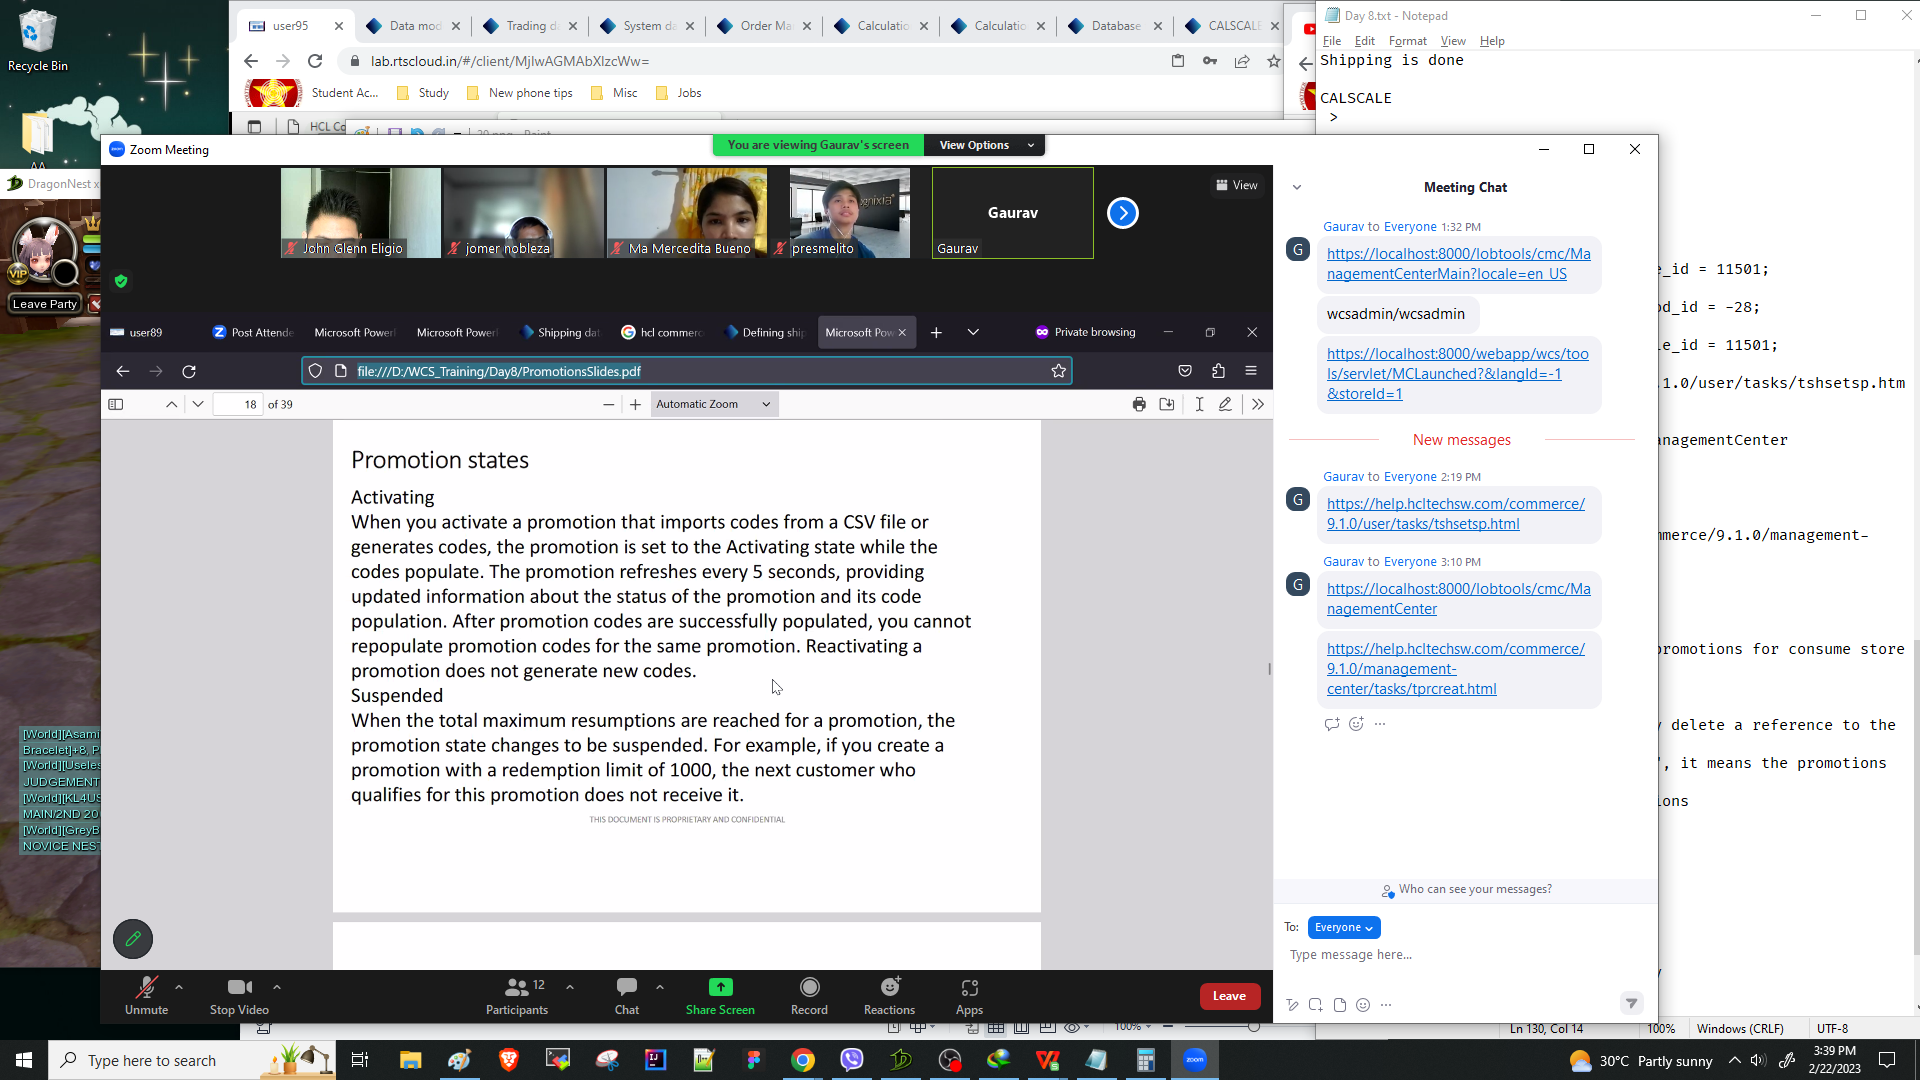 Recycle Bin
user95
Data mod
Trading d
System da
Order Ma
Calculatio
Calculatio
Database
CALSCALE
lab.rtscloud.in/#/client/MjIwAGMAbXlzcWw=
Student Ac...
Study
New phone tips
Misc
Jobs
HCL Co
Day 8.txt - Notepad
File Edit Format View Help
Shipping is done
CALSCALE
>
Zoom Meeting
You are viewing Gaurav's screen
View Options
View
John Glenn Eligio
jomer nobleza
Ma Mercedita Bueno
presmelito
Gaurav
Gaurav
DragonNest
VIP
Leave Party
user89
Post Attende
Microsoft Power
Microsoft Power
Shipping dat
hcl commerc
Defining ship
Microsoft Pow
Private browsing
file:///D:/WCS_Training/Day8/PromotionsSlides.pdf
18 of 39
Automatic Zoom
Promotion states
Activating
When you activate a promotion that imports codes from a CSV file or
generates codes, the promotion is set to the Activating state while the
codes populate. The promotion refreshes every 5 seconds, providing
updated information about the status of the promotion and its code
population. After promotion codes are successfully populated, you cannot
repopulate promotion codes for the same promotion. Reactivating a
promotion does not generate new codes.
Suspended
When the total maximum resumptions are reached for a promotion, the
promotion state changes to be suspended. For example, if you create a
promotion with a redemption limit of 1000, the next customer who
qualifies for this promotion does not receive it.
THIS DOCUMENT IS PROPRIETARY AND CONFIDENTIAL
[World][Asami
Bracelet]+8, P
[World][Useles
JUDGEMENT
[World][KL4US
MAIN/2ND 20
[World][GreyB
NOVICE NEST
Meeting Chat
Gaurav to Everyone 1:32 PM
G
https://localhost:8000/lobtools/cmc/Ma
nagementCenterMain?locale=en_US
wcsadmin/wcsadmin
https://localhost:8000/webapp/wcs/too
ls/servlet/MCLaunched?&langId=-1
&storeId=1
New messages
Gaurav to Everyone 2:19 PM
G
https://help.hcltechsw.com/commerce/
9.1.0/user/tasks/tshsetsp.html
Gaurav to Everyone 3:10 PM
G
https://localhost:8000/lobtools/cmc/Ma
nagementCenter
https://help.hcltechsw.com/commerce/
9.1.0/management-
center/tasks/tprcreat.html
Who can see your messages?
To: Everyone
Type message here...
e_id = 11501;
od_id = -28;
le_id = 11501;
.1.0/user/tasks/tshsetsp.htm
anagementCenter
mmerce/9.1.0/management-
promotions for consume store
y delete a reference to the
", it means the promotions
ions
Unmute
Stop Video
Participants
12
Chat
Share Screen
Record
Reactions
Apps
Leave
100%
Ln 130, Col 14
100%
Windows (CRLF)
UTF-8
Type here to search
30°C Partly sunny
3:39 PM
2/22/2023